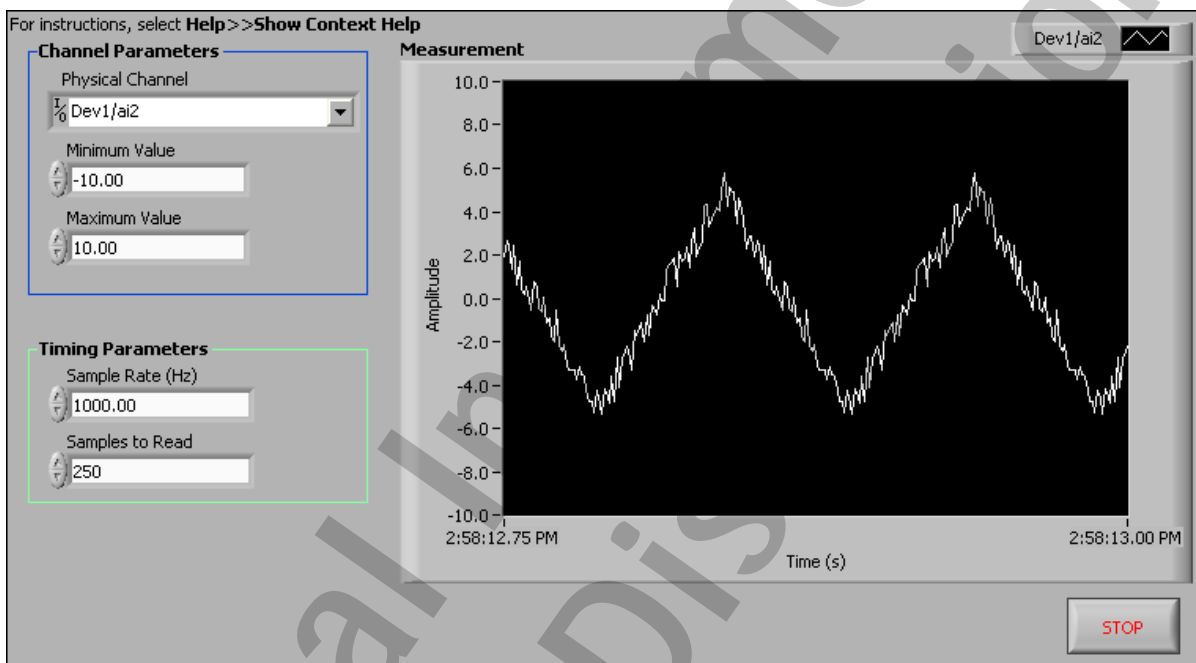 For instructions, select Help>>Show Context Help
Channel Parameters
Physical Channel
Dev1/ai2
Minimum Value
-10.00
Maximum Value
10.00
Timing Parameters
Sample Rate (Hz)
1000.00
Samples to Read
250
Measurement
Dev1/ai2
10.0
8.0
6.0
4.0
2.0
0.0
-2.0
-4.0
-6.0
-8.0
-10.0
Amplitude
2:58:12.75 PM
2:58:13.00 PM
Time (s)
STOP